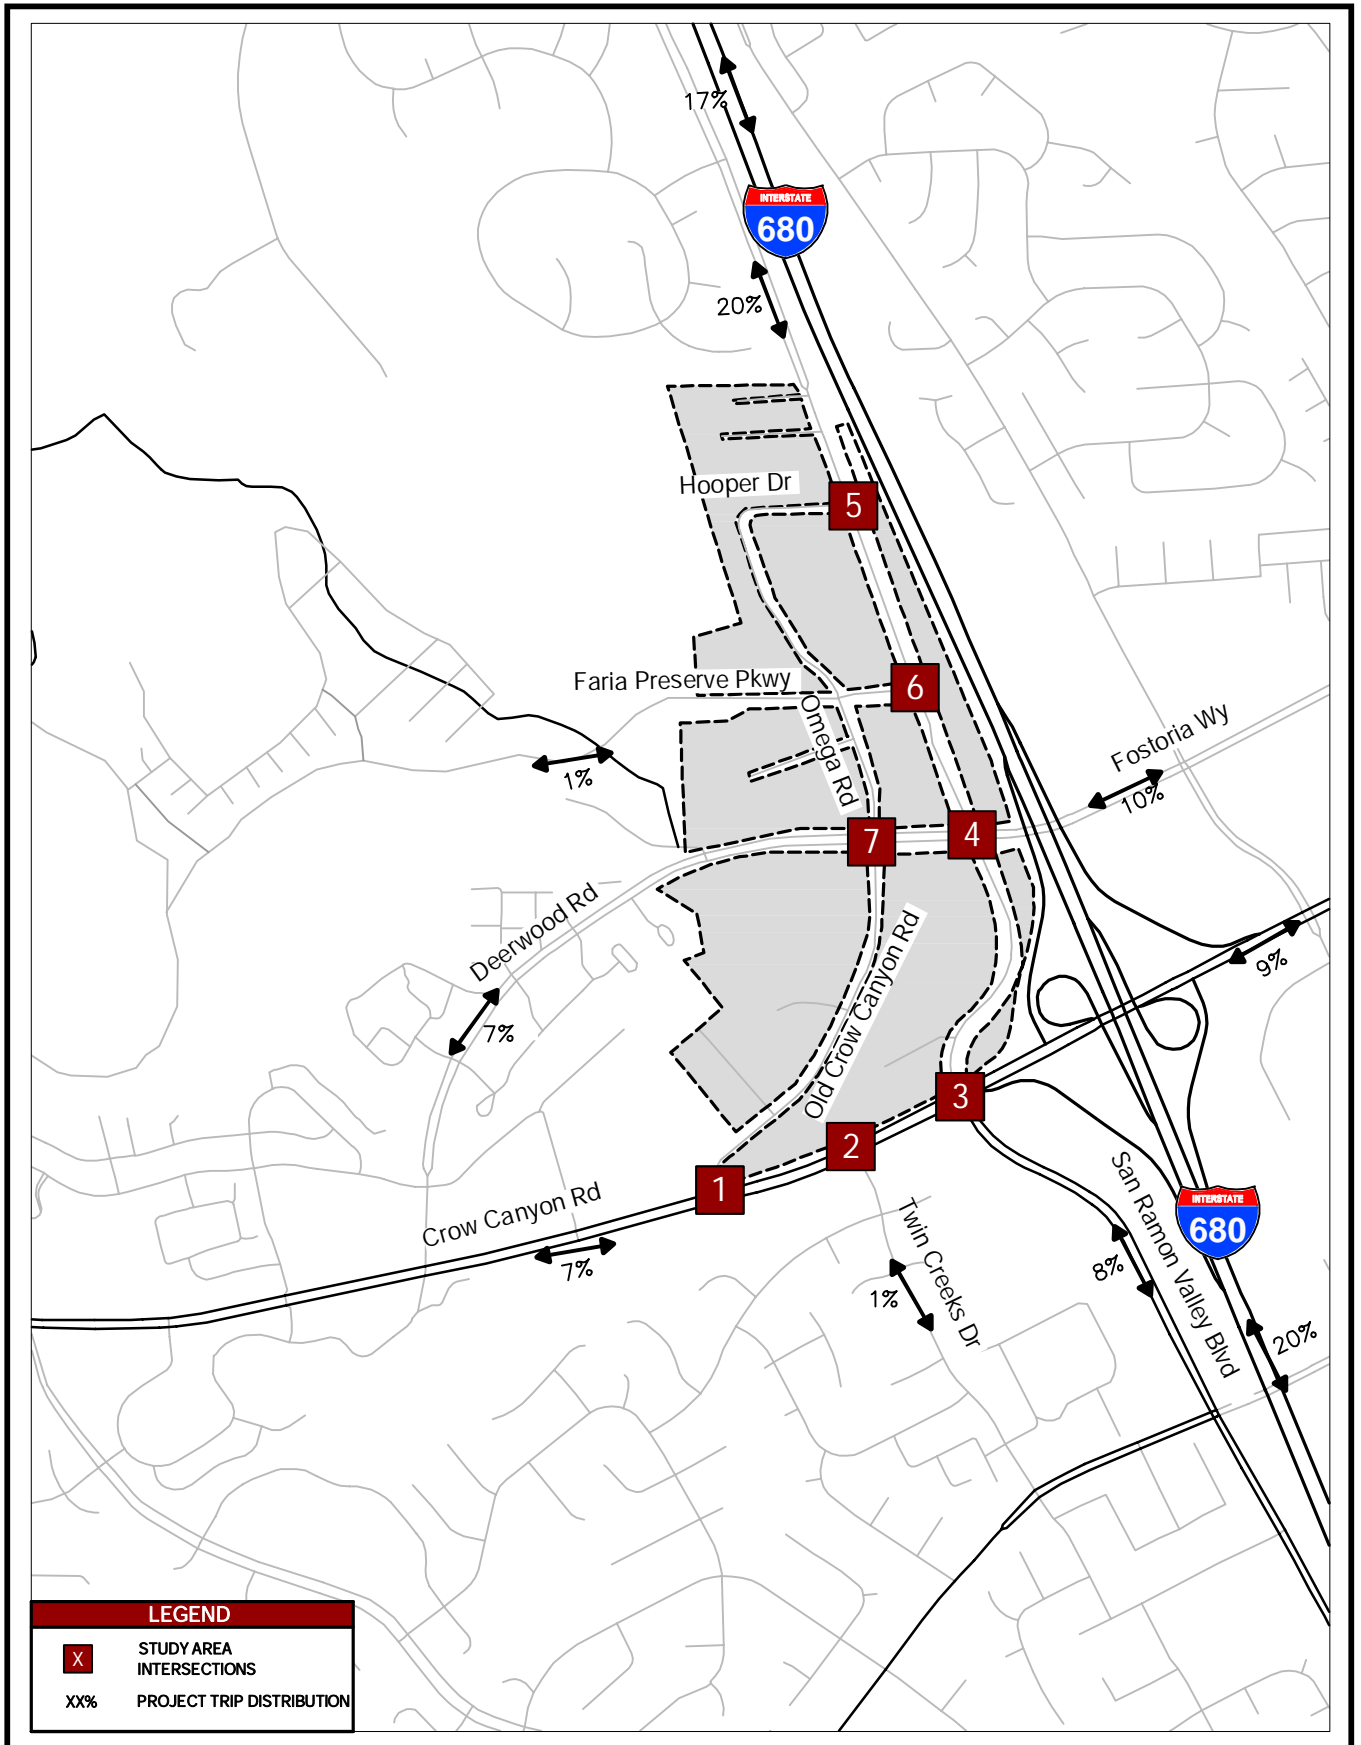 17%
INTERSTATE
680
20%
Hooper Dr
5
Faria Preserve Pkwy
6
Omega Rd
Fostoria Wy
1%
10%
7
4
Deerwood Rd
Old Crow Canyon Rd
9%
7%
3
2
1
San Ramon Valley Blvd
Crow Canyon Rd
INTERSTATE
680
Twin Creeks Dr
7%
8%
1%
20%
LEGEND
X
STUDY AREA
INTERSECTIONS
XX%
PROJECT TRIP DISTRIBUTION